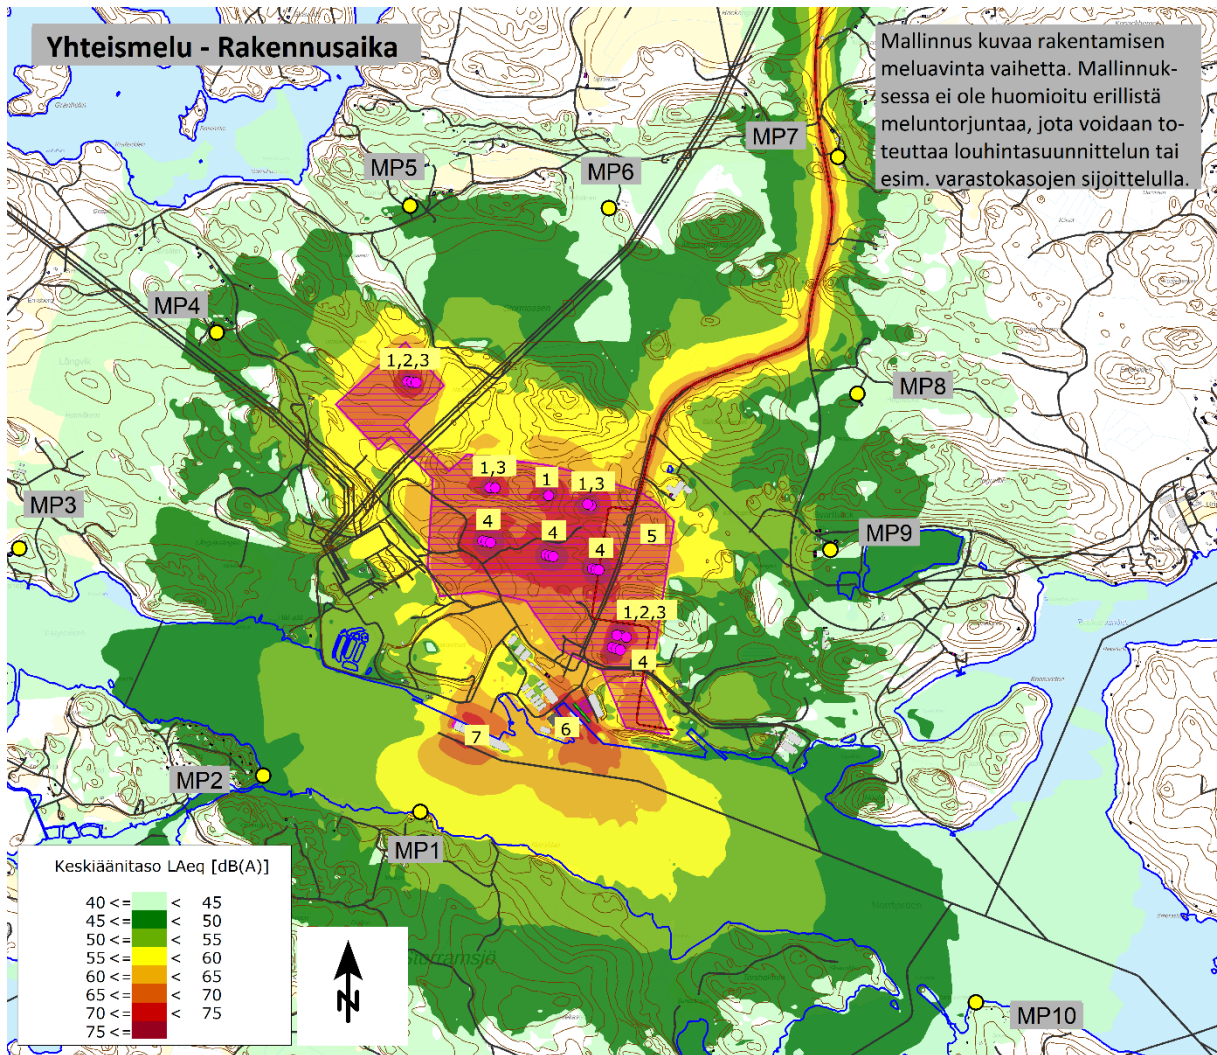 Yhteismelu - Rakennusaika
Mallinnus kuvaa rakentamisen
meluavinta vaihetta. Mallinnuk-
sessa ei ole huomioitu erillistä
meluntorjuntaa, jota voidaan to-
teuttaa louhintasuunnittelun tai
esim. varastokasojen sijoittelulla.
MP7
MP5
MP6
MP4
1,2,3
MP8
1,3
1
1,3
MP3
4
4
4
5
MP9
1,2,3
4
7
6
MP2
MP1
Keskiäänitaso LAeq [dB(A)]
40 <= < 45
45 <= < 50
50 <= < 55
55 <= < 60
60 <= < 65
65 <= < 70
70 <= < 75
75 <=
N
MP10